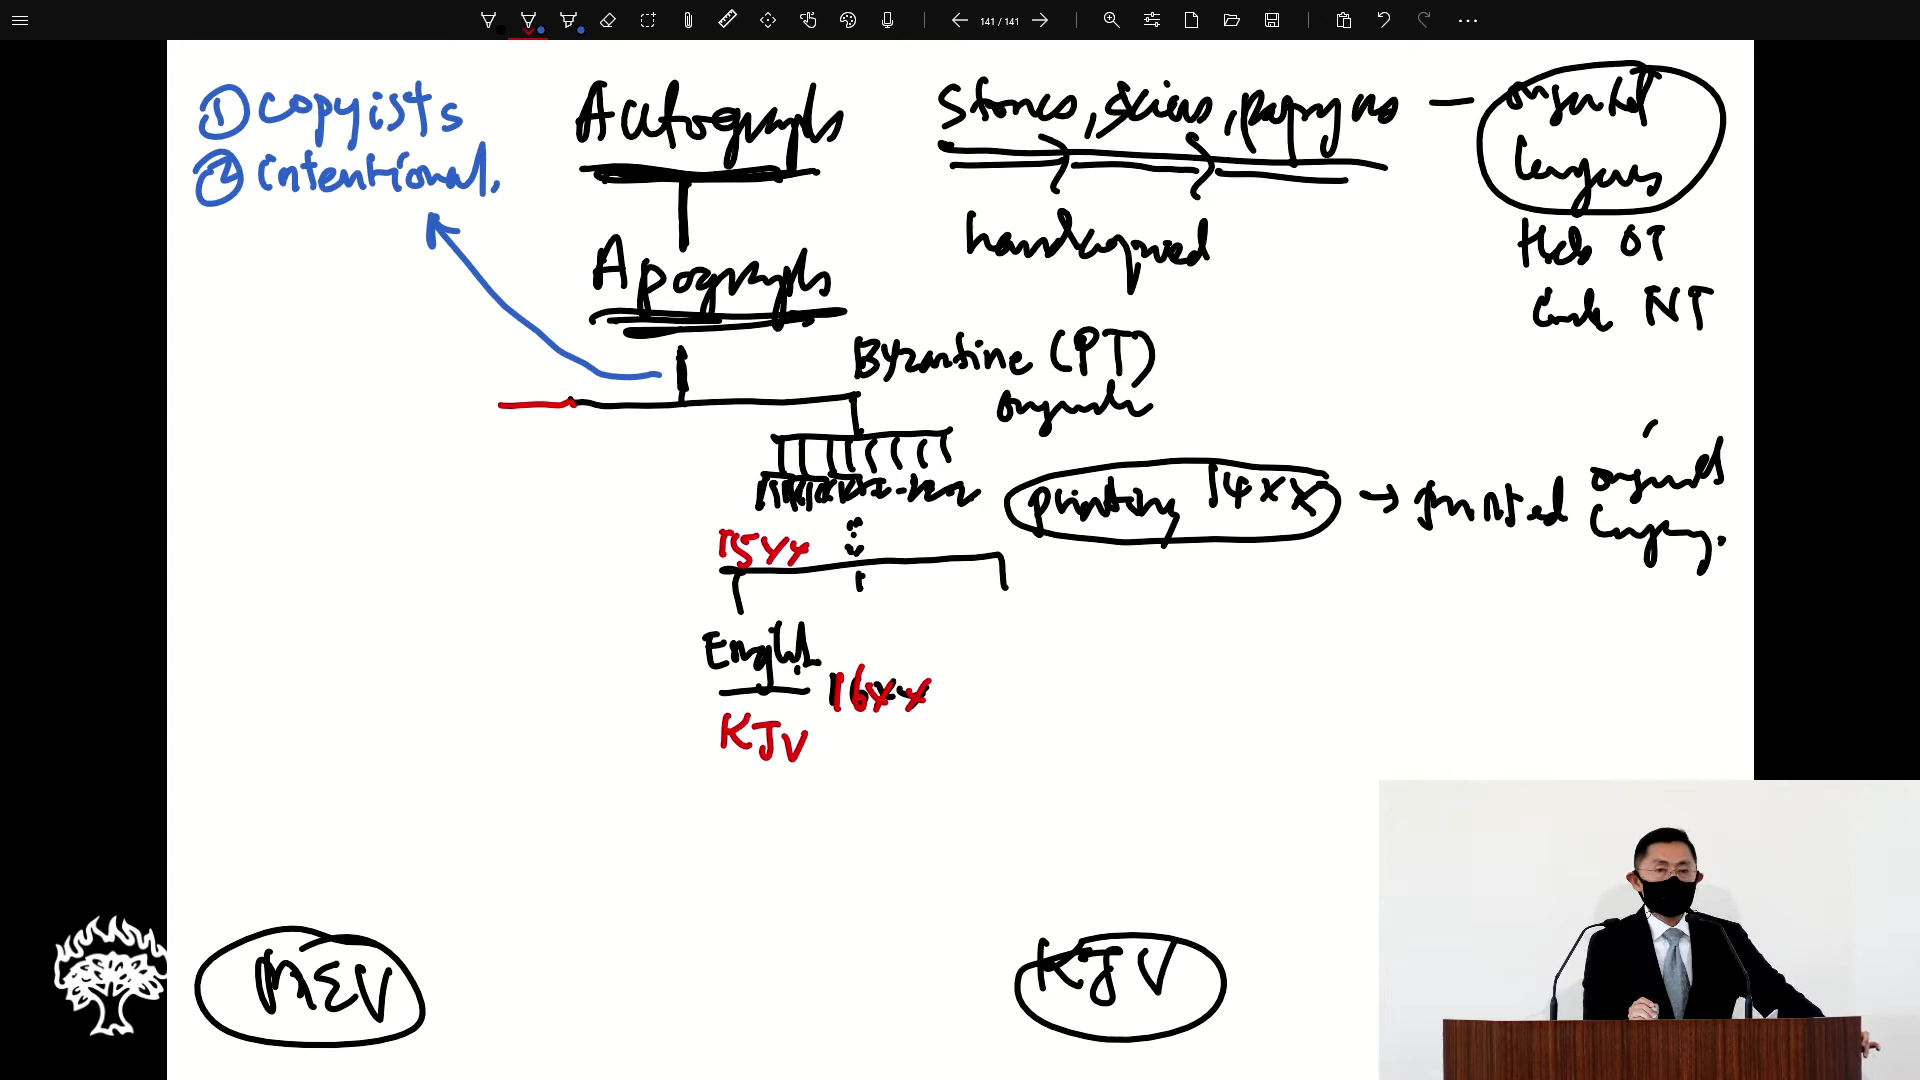 141 / 141
① Copyists
② intentional,
Autographs
Stones, skins, papyrus — original
languages
Heb OT
Greek NT
handcopied
Apographs
Byzantine (PT)
originals
printing 14xx → printed original
languages.
15xx
English
16xx
KJV
MEV
KJV